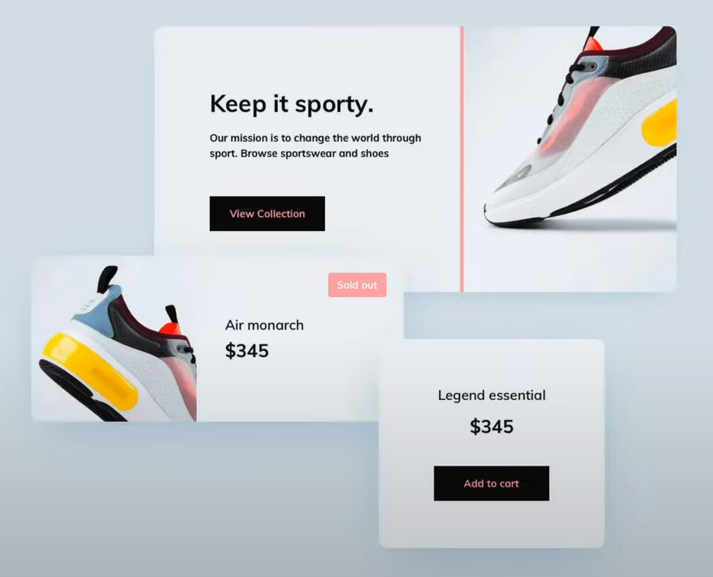 Keep it sporty.
Our mission is to change the world through
sport. Browse sportswear and shoes
View Collection
Sold out
Air monarch
$345
Legend essential
$345
Add to cart